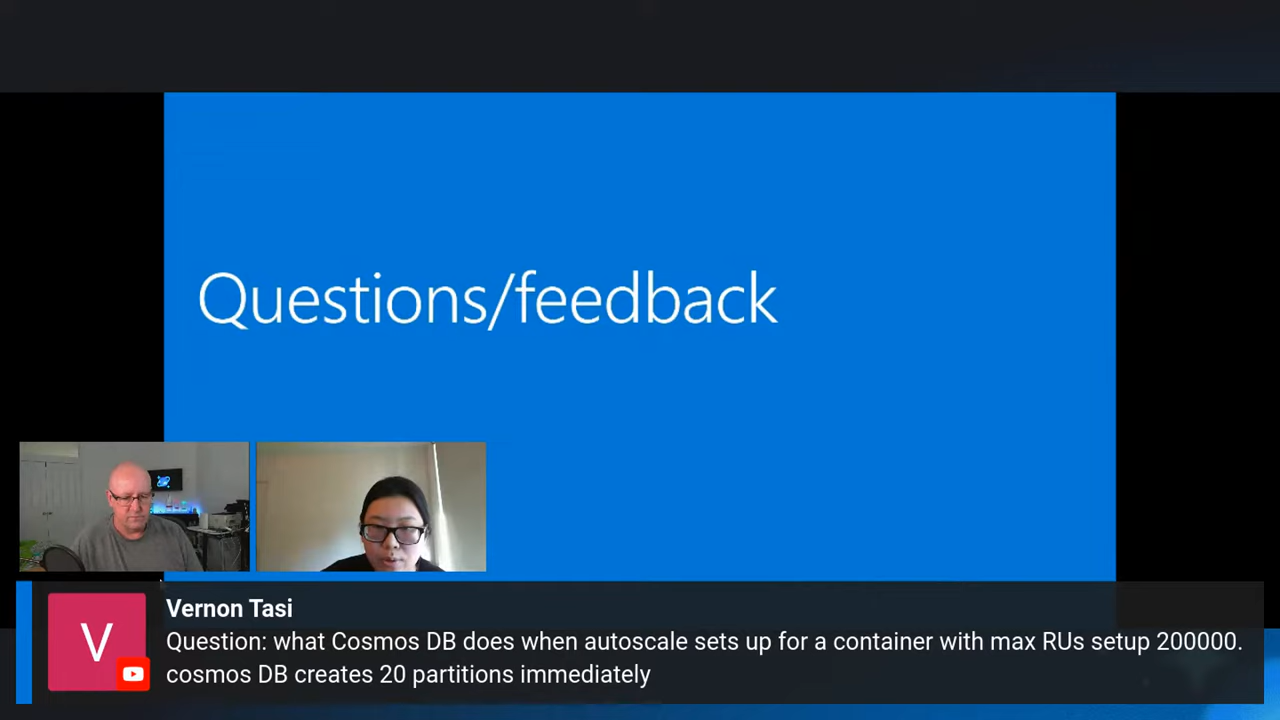 Questions/feedback
V
Vernon Tasi
Question: what Cosmos DB does when autoscale sets up for a container with max RUs setup 200000.
cosmos DB creates 20 partitions immediately